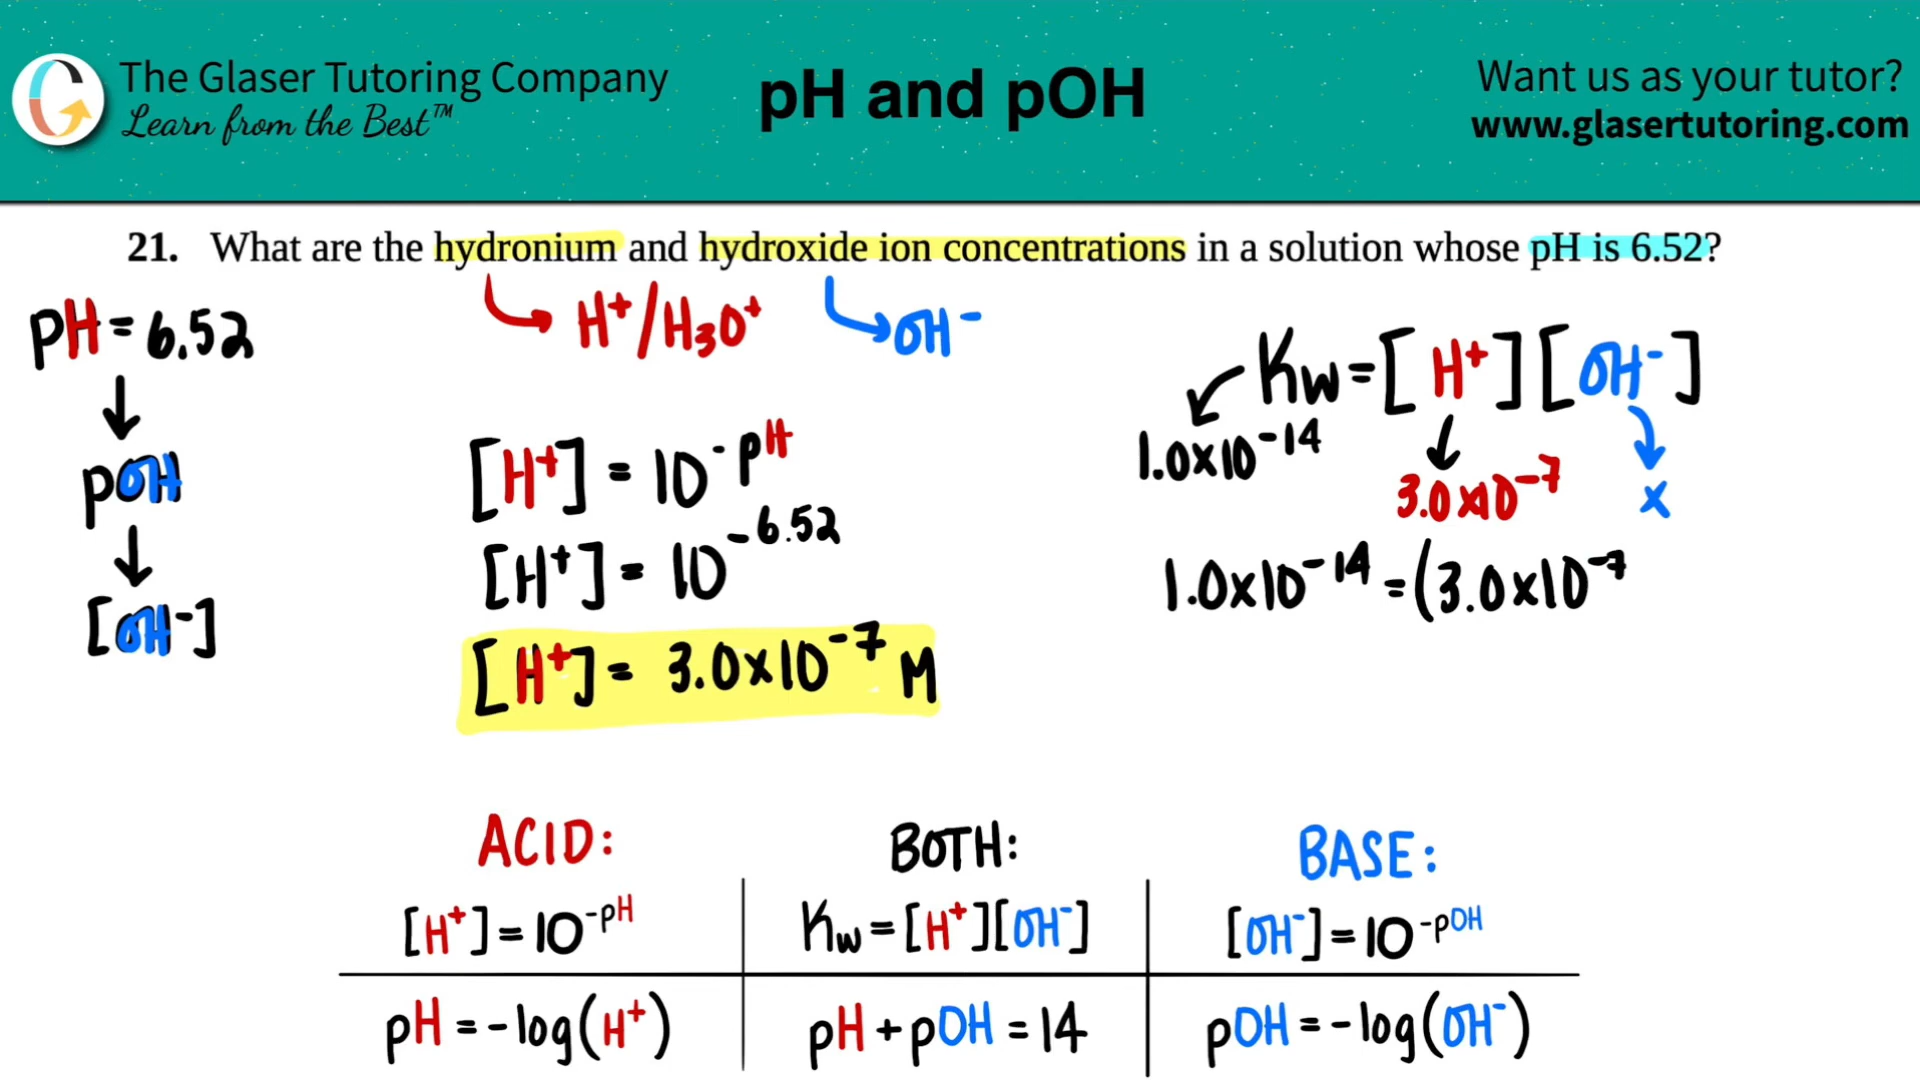 The Glaser Tutoring Company
Learn from the Best™
pH and pOH
Want us as your tutor?
www.glasertutoring.com
21. What are the hydronium and hydroxide ion concentrations in a solution whose pH is 6.52?
pH = 6.52
↓
pOH
↓
[OH⁻]
H⁺/H₃O⁺
OH⁻
[H⁺] = 10^-pH
[H⁺] = 10^-6.52
[H⁺] = 3.0x10⁻⁷ M
Kw = [H⁺][OH⁻]
1.0x10⁻¹⁴
3.0x10⁻⁷
x
1.0x10⁻¹⁴ = (3.0x10⁻⁷
ACID:
[H⁺] = 10^-pH
pH = -log(H⁺)
BOTH:
Kw = [H⁺][OH⁻]
pH + pOH = 14
BASE:
[OH⁻] = 10^-pOH
pOH = -log(OH⁻)